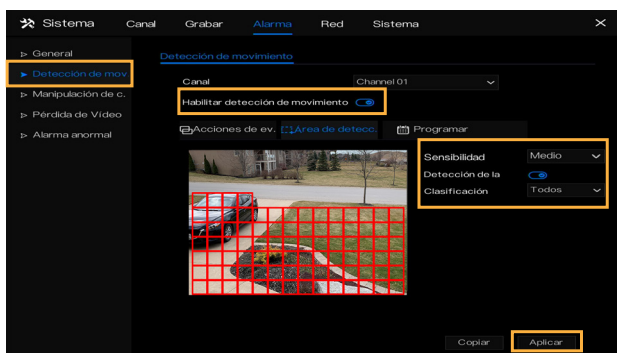 Sistema Canal Grabar Alarma Red Sistema
General
Detección de mov
Manipulación de c.
Pérdida de Vídeo
Alarma anormal
Detección de movimiento
Canal Channel 01
Habilitar detección de movimiento
Acciones de ev. Área de detecc. Programar
Sensibilidad Medio
Detección de la
Clasificación Todos
Copiar Aplicar